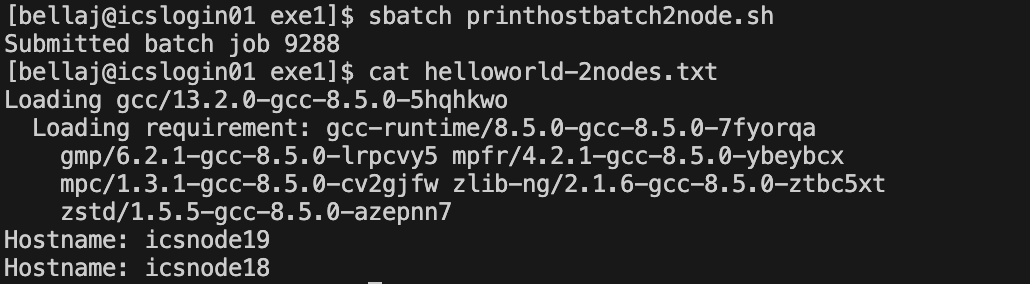 [bellaj@icslogin01 exe1]$ sbatch printhostbatch2node.sh
Submitted batch job 9288
[bellaj@icslogin01 exe1]$ cat helloworld-2nodes.txt
Loading gcc/13.2.0-gcc-8.5.0-5hqhkwo
  Loading requirement: gcc-runtime/8.5.0-gcc-8.5.0-7fyorqa
    gmp/6.2.1-gcc-8.5.0-lrpcvy5 mpfr/4.2.1-gcc-8.5.0-ybeybcx
    mpc/1.3.1-gcc-8.5.0-cv2gjfw zlib-ng/2.1.6-gcc-8.5.0-ztbc5xt
    zstd/1.5.5-gcc-8.5.0-azepnn7
Hostname: icsnode19
Hostname: icsnode18